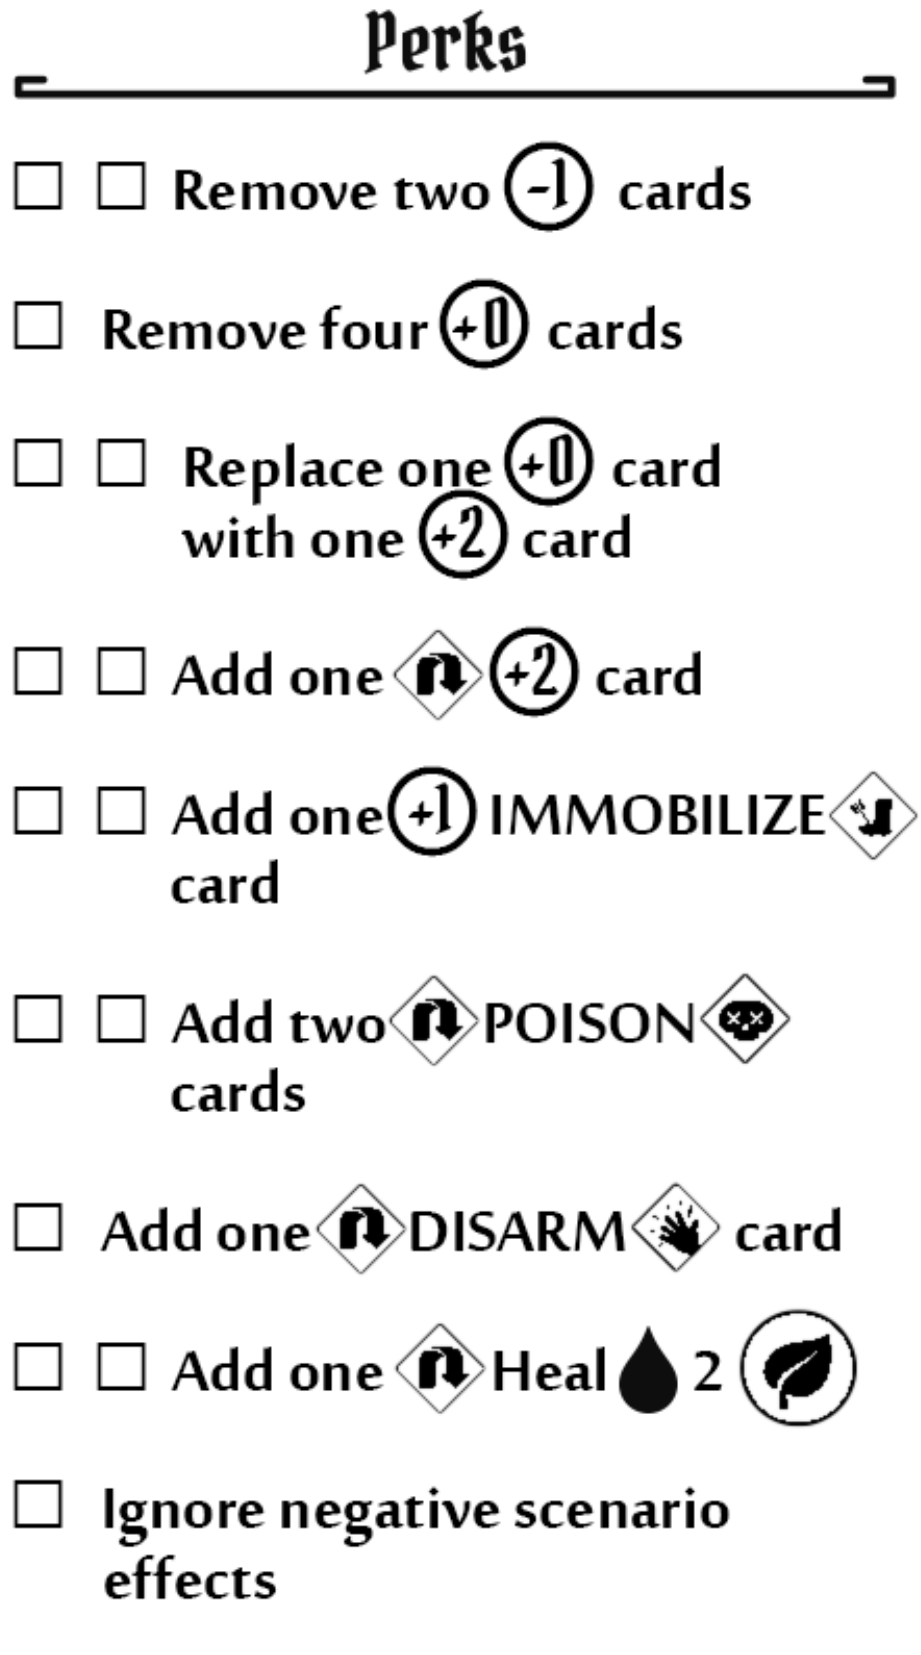 Perks
Remove two -1 cards
Remove four +0 cards
Replace one +0 card
with one +2 card
Add one +2 card
Add one +1 IMMOBILIZE
card
Add two POISON
cards
Add one DISARM card
Add one Heal 2
Ignore negative scenario
effects